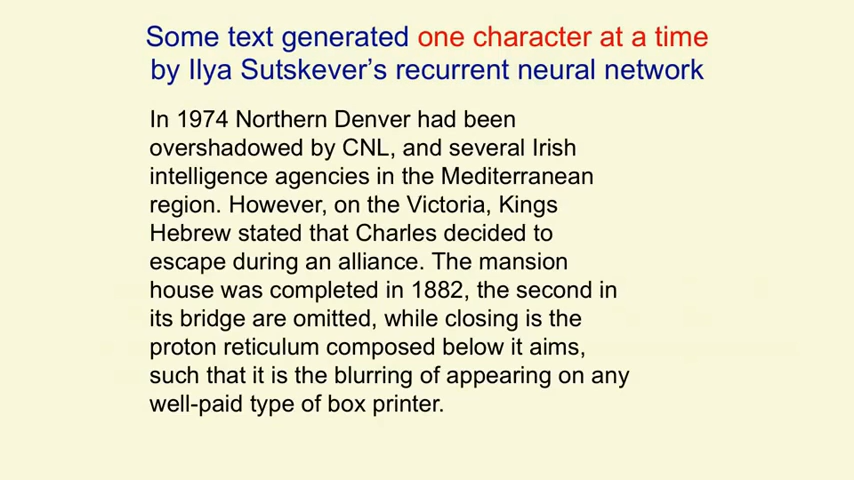 Some text generated one character at a time
by Ilya Sutskever’s recurrent neural network
In 1974 Northern Denver had been
overshadowed by CNL, and several Irish
intelligence agencies in the Mediterranean
region. However, on the Victoria, Kings
Hebrew stated that Charles decided to
escape during an alliance. The mansion
house was completed in 1882, the second in
its bridge are omitted, while closing is the
proton reticulum composed below it aims,
such that it is the blurring of appearing on any
well-paid type of box printer.